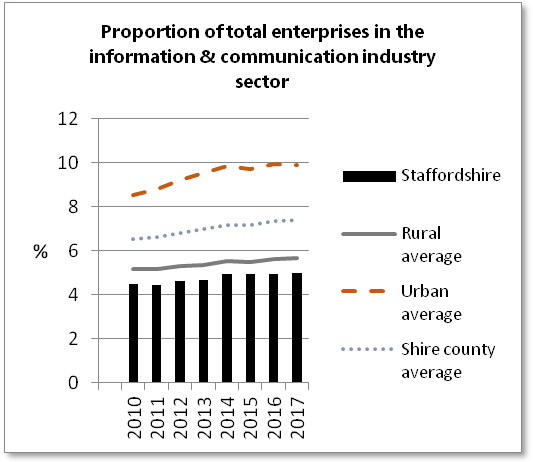 Proportion of total enterprises in the
information & communication industry
sector
12
10
8
6
4
2
0
%
2010
2011
2012
2013
2014
2015
2016
2017
Staffordshire
Rural
average
Urban
average
Shire county
average